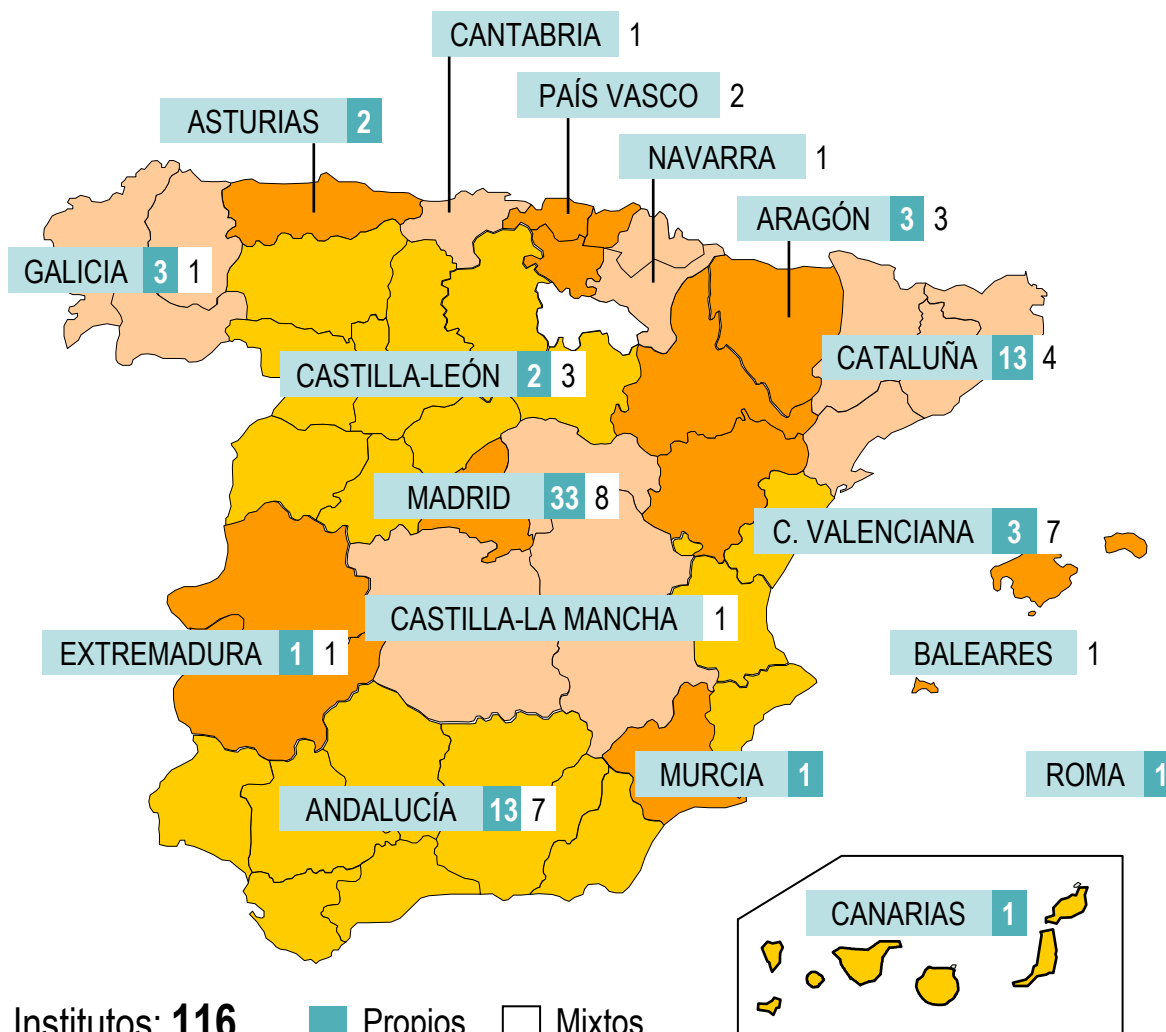 CANTABRIA 1
PAÍS VASCO 2
ASTURIAS 2
NAVARRA 1
ARAGÓN 3 3
GALICIA 3 1
CATALUÑA 13 4
CASTILLA-LEÓN 2 3
MADRID 33 8
C. VALENCIANA 3 7
CASTILLA-LA MANCHA 1
EXTREMADURA 1 1
BALEARES 1
MURCIA 1
ROMA 1
ANDALUCÍA 13 7
CANARIAS 1
Institutos: 116 Propios Mixtos